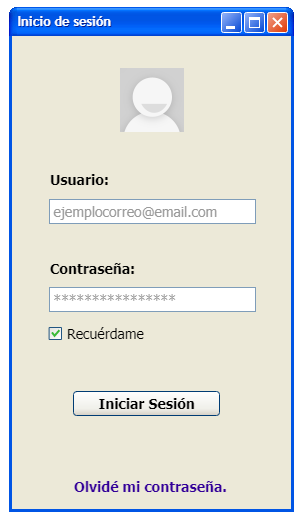 Inicio de sesión
Usuario:
ejemplocorreo@email.com
Contraseña:
****************
Recuérdame
Iniciar Sesión
Olvidé mi contraseña.